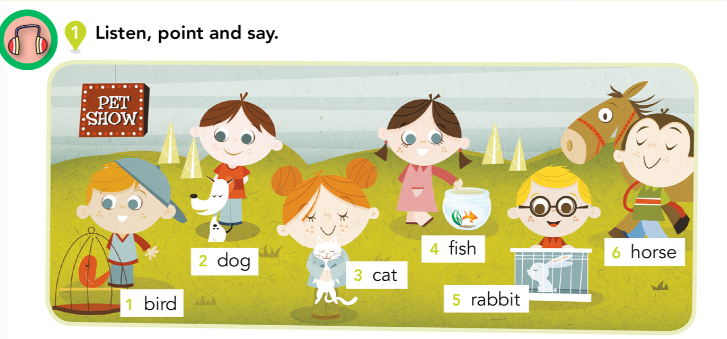 1 Listen, point and say.
PET
SHOW
1 bird
2 dog
3 cat
4 fish
5 rabbit
6 horse